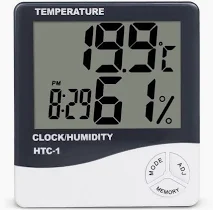 TEMPERATURE
19.9°C
PM
8:29 61%
CLOCK/HUMIDITY
HTC-1
MODE
ADJ
MEMORY